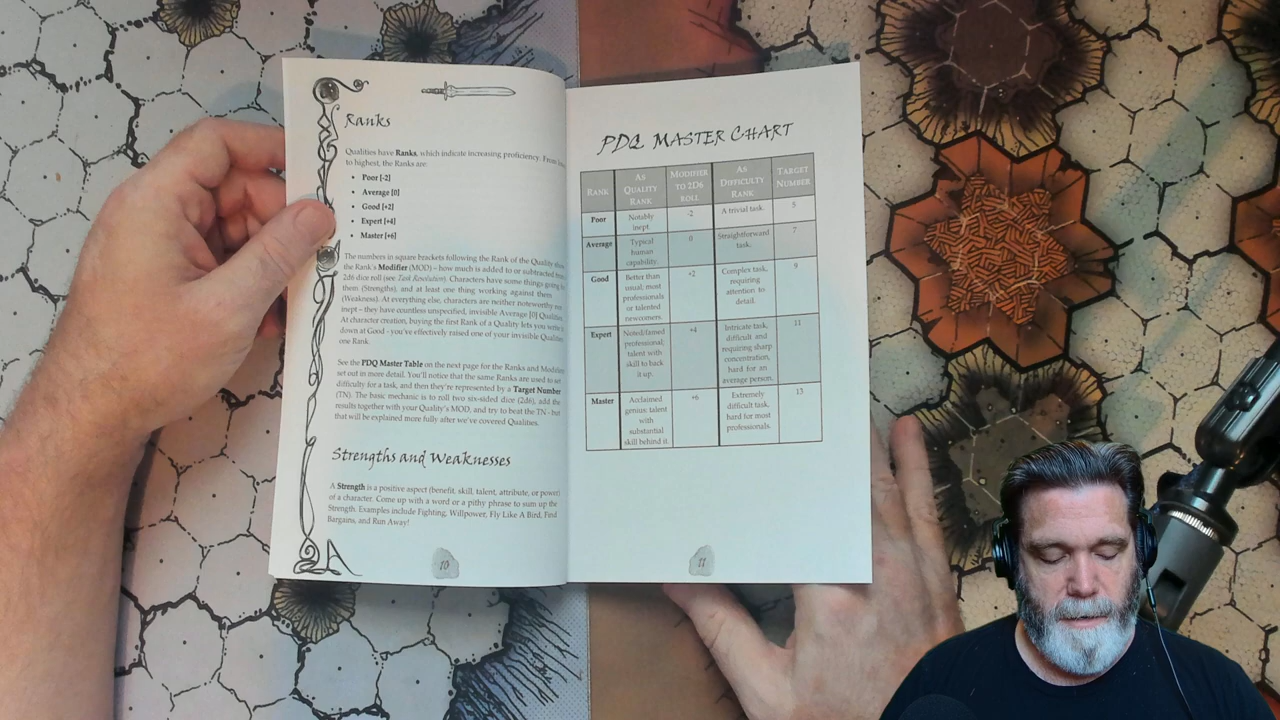 Ranks
Qualities have Ranks, which indicate increasing proficiency. From
to highest, the Ranks are:
• Poor [-2]
• Average [0]
• Good [+2]
• Expert [+4]
• Master [+6]
The numbers in square brackets following the Rank of the Quality
the Rank's Modifier (MOD) – how much is added to or subtracted from
2d6 dice roll (see Task Resolution). Characters have some things going
them (Strengths), and at least one thing working against them
(Weakness). At everything else, characters are neither noteworthy nor
inept – they have countless unspecified, invisible Average [0] Qualities.
At character creation, buying the first Rank of a Quality lets you write
down at Good – you've effectively raised one of your invisible Qualities
one Rank.
See the PDQ Master Table on the next page for the Ranks and Modifiers
set out in more detail. You'll notice that the same Ranks are used to set
difficulty for a task, and then they're represented by a Target Number
(TN). The basic mechanic is to roll two six-sided dice (2d6), add the
results together with your Quality's MOD, and try to beat the TN – but
that will be explained more fully after we've covered Qualities.
Strengths and Weaknesses
A Strength is a positive aspect (benefit, skill, talent, attribute, or power)
of a character. Come up with a word or a pithy phrase to sum up the
Strength. Examples include Fighting, Willpower, Fly Like A Bird, Find
Bargains, and Run Away!
10
PDQ MASTER CHART
RANK
AS
QUALITY
RANK
MODIFIER
TO 2D6
ROLL
AS
DIFFICULTY
RANK
TARGET
NUMBER
Poor
Notably
inept.
-2
A trivial task.
5
Average
Typical
human
capability.
0
Straightforward
task.
7
Good
Better than
usual; most
professionals
or talented
newcomers.
+2
Complex task,
requiring
attention to
detail.
9
Expert
Noted/famed
professional;
talent with
skill to back
it up.
+4
Intricate task,
difficult and
requiring sharp
concentration,
hard for an
average person.
11
Master
Acclaimed
genius: talent
with
substantial
skill behind it.
+6
Extremely
difficult task,
hard for most
professionals.
13
11